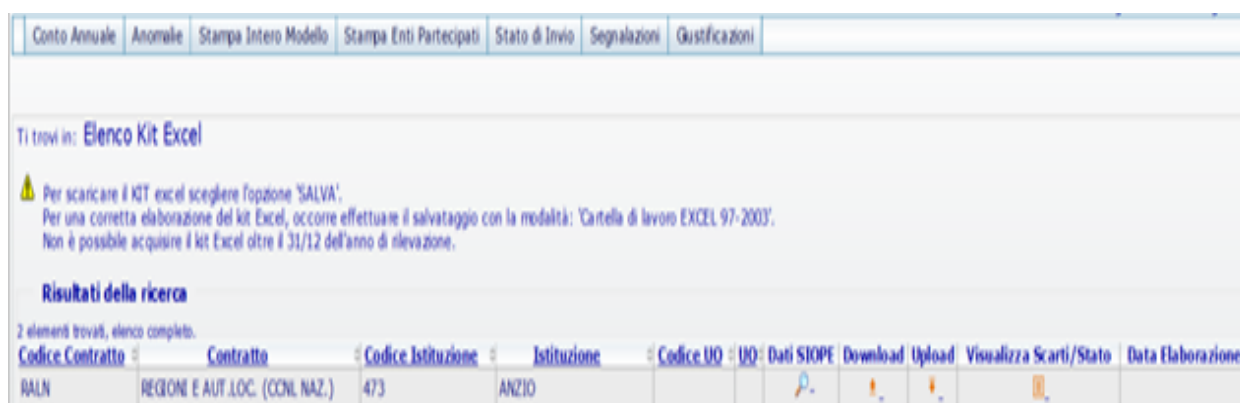 Conto Annuale Anomalie Stampa Intero Modello Stampa Enti Partecipati Stato di Invio Segnalazioni Giustificazioni
Ti trovi in: Elenco Kit Excel
Per scaricare il KIT excel scegliere l'opzione 'SALVA'.
Per una corretta elaborazione del kit Excel, occorre effettuare il salvataggio con la modalità: 'Cartella di lavoro EXCEL 97-2003'.
Non è possibile acquisire il kit Excel oltre il 31/12 dell'anno di rilevazione.
Risultati della ricerca
2 elementi trovati, elenco completo.
Codice Contratto Contratto Codice Istituzione Istituzione Codice UO UO Dati SIOPE Download Upload Visualizza Scarti/Stato Data Elaborazione
RALN REGIONI E AUT.LOC. (CCNL NAZ.) 473 ANZIO